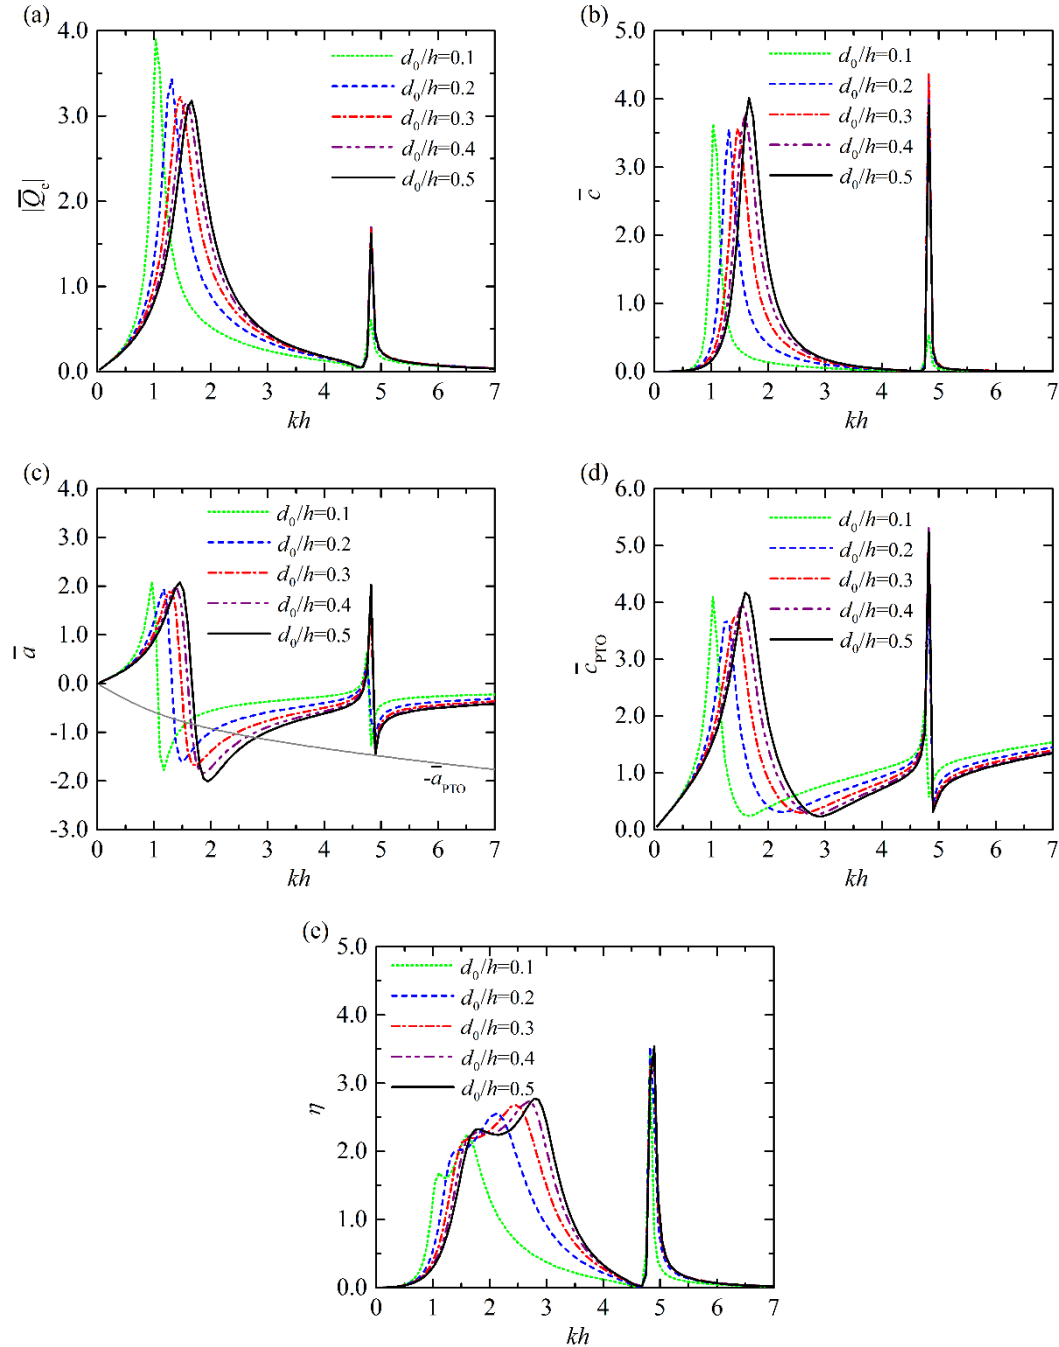 (a)
4.0
3.0
2.0
1.0
0.0
|Q̅e|
0 1 2 3 4 5 6 7
kh
d0/h=0.1
d0/h=0.2
d0/h=0.3
d0/h=0.4
d0/h=0.5
(b)
5.0
4.0
3.0
2.0
1.0
0.0
c̅
0 1 2 3 4 5 6 7
kh
d0/h=0.1
d0/h=0.2
d0/h=0.3
d0/h=0.4
d0/h=0.5
(c)
4.0
3.0
2.0
1.0
0.0
-1.0
-2.0
-3.0
a̅
0 1 2 3 4 5 6 7
kh
d0/h=0.1
d0/h=0.2
d0/h=0.3
d0/h=0.4
d0/h=0.5
-a̅PTO
(d)
6.0
5.0
4.0
3.0
2.0
1.0
0.0
c̅PTO
0 1 2 3 4 5 6 7
kh
d0/h=0.1
d0/h=0.2
d0/h=0.3
d0/h=0.4
d0/h=0.5
(e)
5.0
4.0
3.0
2.0
1.0
0.0
η
0 1 2 3 4 5 6 7
kh
d0/h=0.1
d0/h=0.2
d0/h=0.3
d0/h=0.4
d0/h=0.5